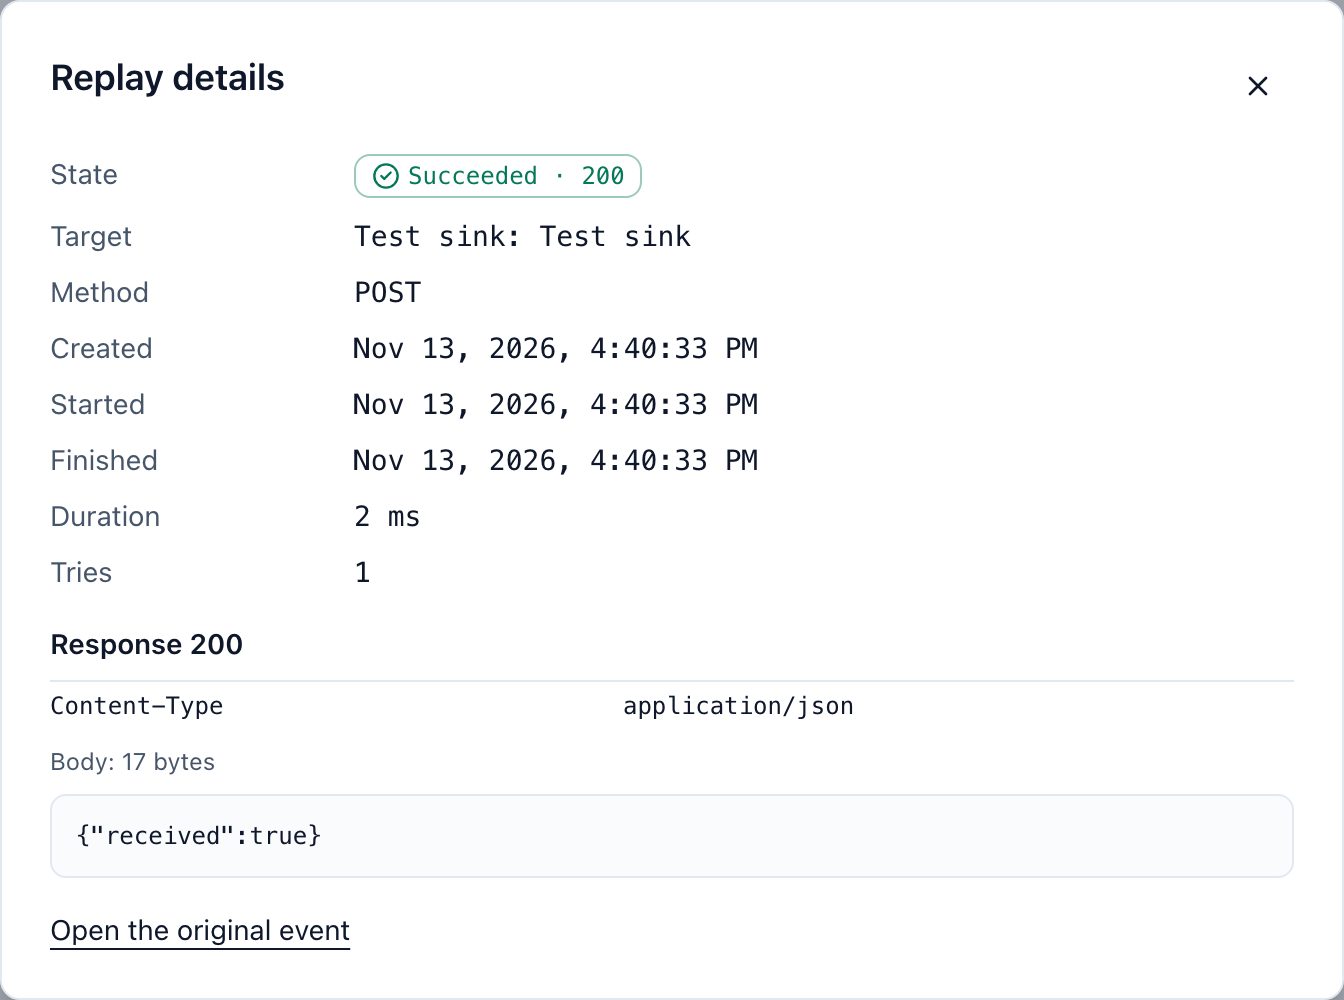 Replay details
State Succeeded · 200
Target Test sink: Test sink
Method POST
Created Nov 13, 2026, 4:40:33 PM
Started Nov 13, 2026, 4:40:33 PM
Finished Nov 13, 2026, 4:40:33 PM
Duration 2 ms
Tries 1
Response 200
Content-Type application/json
Body: 17 bytes
{"received":true}
Open the original event